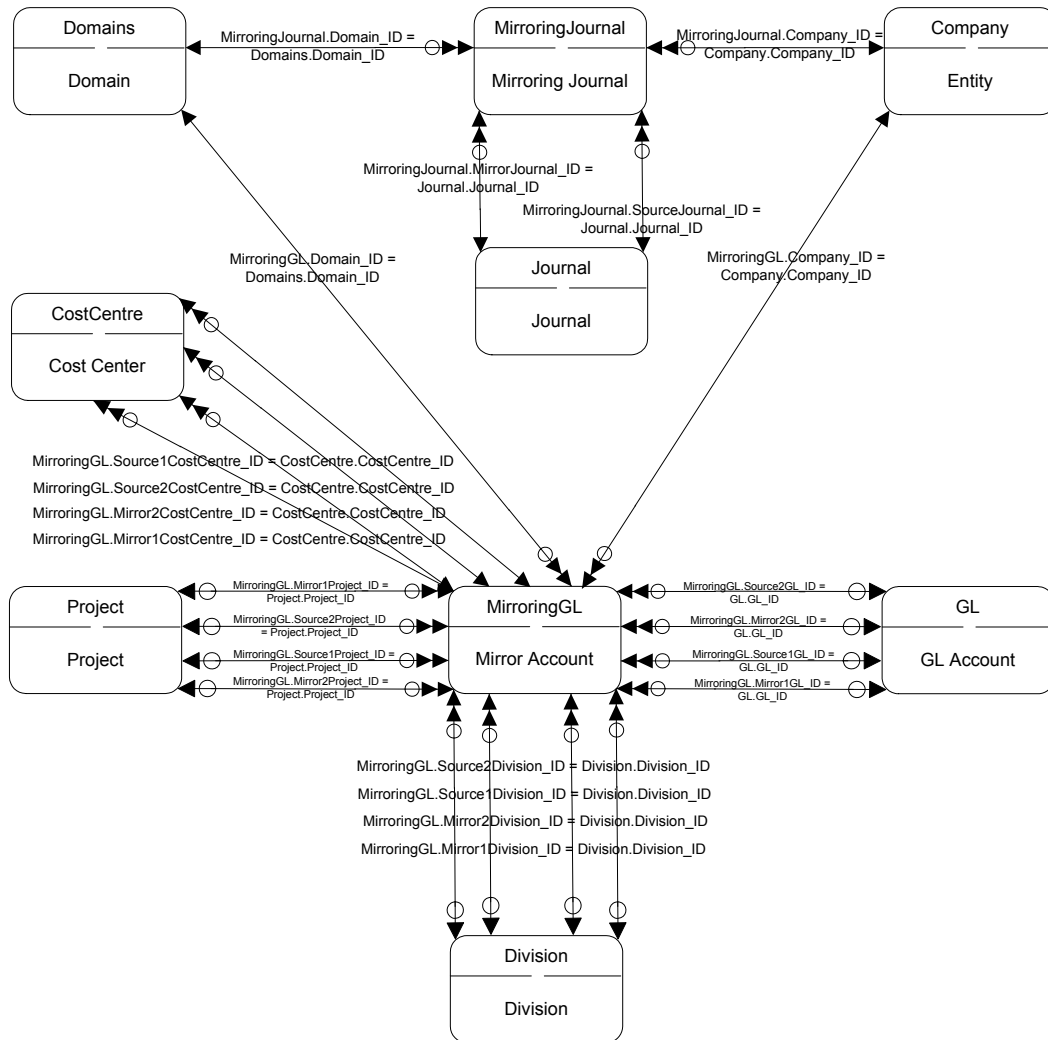 Domains
Domain
MirroringJournal.Domain_ID =
Domains.Domain_ID
MirroringJournal
Mirroring Journal
MirroringJournal.Company_ID =
Company.Company_ID
Company
Entity
MirroringJournal.MirrorJournal_ID =
Journal.Journal_ID
MirroringJournal.SourceJournal_ID =
Journal.Journal_ID
MirroringGL.Domain_ID =
Domains.Domain_ID
MirroringGL.Company_ID =
Company.Company_ID
Journal
Journal
CostCentre
Cost Center
MirroringGL.Source1CostCentre_ID = CostCentre.CostCentre_ID
MirroringGL.Source2CostCentre_ID = CostCentre.CostCentre_ID
MirroringGL.Mirror2CostCentre_ID = CostCentre.CostCentre_ID
MirroringGL.Mirror1CostCentre_ID = CostCentre.CostCentre_ID
Project
Project
MirroringGL.Mirror1Project_ID =
Project.Project_ID
MirroringGL.Source2Project_ID
= Project.Project_ID
MirroringGL.Source1Project_ID =
Project.Project_ID
MirroringGL.Mirror2Project_ID =
Project.Project_ID
MirroringGL
Mirror Account
MirroringGL.Source2GL_ID =
GL.GL_ID
MirroringGL.Mirror2GL_ID =
GL.GL_ID
MirroringGL.Source1GL_ID =
GL.GL_ID
MirroringGL.Mirror1GL_ID =
GL.GL_ID
GL
GL Account
MirroringGL.Source2Division_ID = Division.Division_ID
MirroringGL.Source1Division_ID = Division.Division_ID
MirroringGL.Mirror2Division_ID = Division.Division_ID
MirroringGL.Mirror1Division_ID = Division.Division_ID
Division
Division